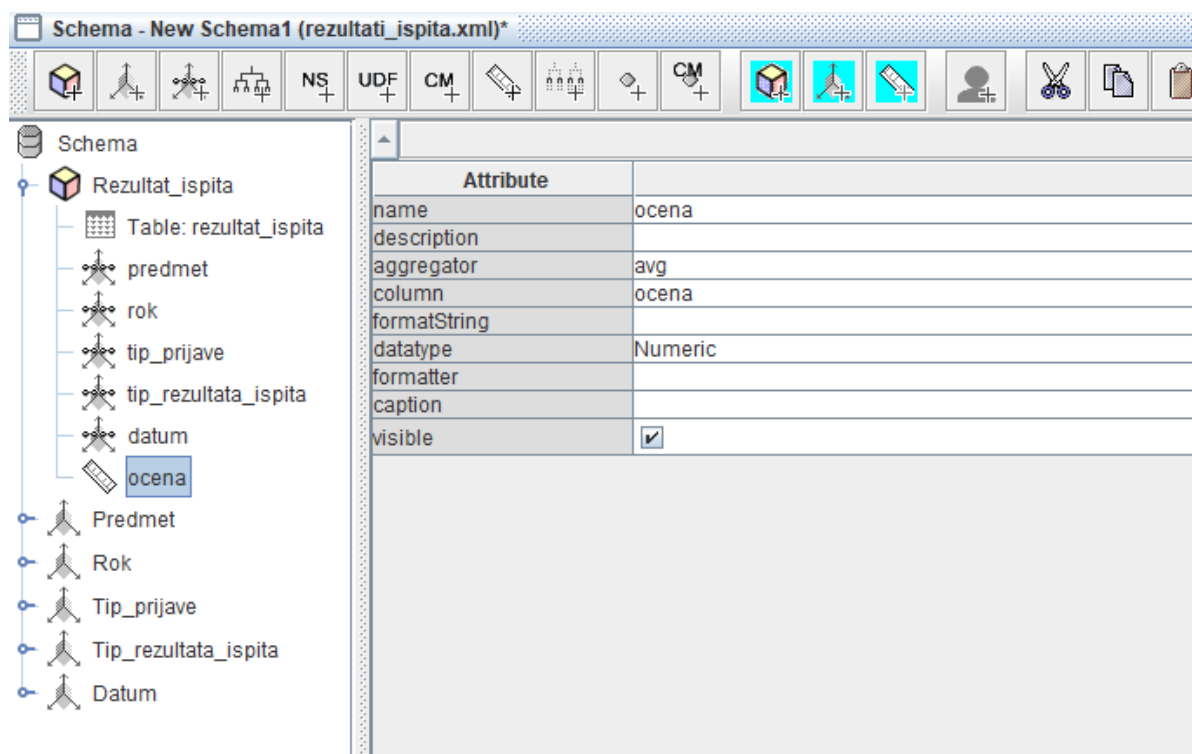 Schema - New Schema1 (rezultati_ispita.xml)*
NS UDF CM CM
Schema
Rezultat_ispita
Table: rezultat_ispita
predmet
rok
tip_prijave
tip_rezultata_ispita
datum
ocena
Predmet
Rok
Tip_prijave
Tip_rezultata_ispita
Datum
Attribute
name ocena
description
aggregator avg
column ocena
formatString
datatype Numeric
formatter
caption
visible